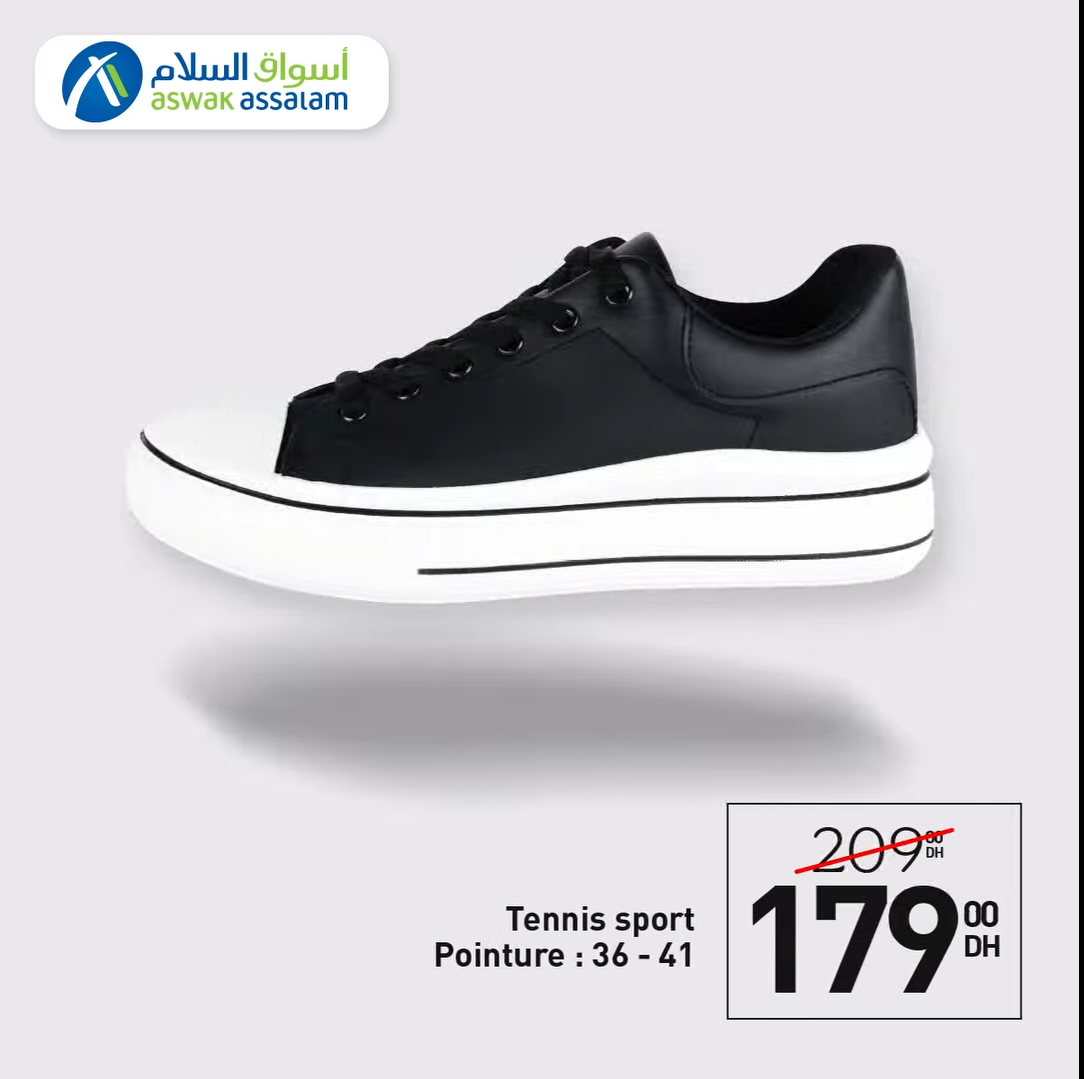 أسواق السلام
aswak assalam
209 00 DH
179 00 DH
Tennis sport
Pointure : 36 - 41